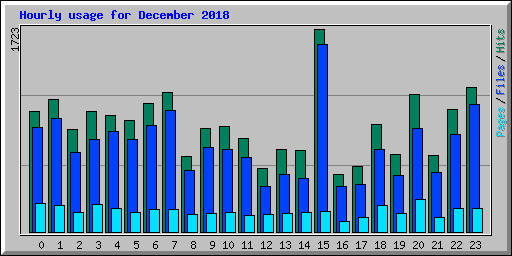 Hourly usage for December 2018
1723
Pages / Files / Hits
0 1 2 3 4 5 6 7 8 9 10 11 12 13 14 15 16 17 18 19 20 21 22 23